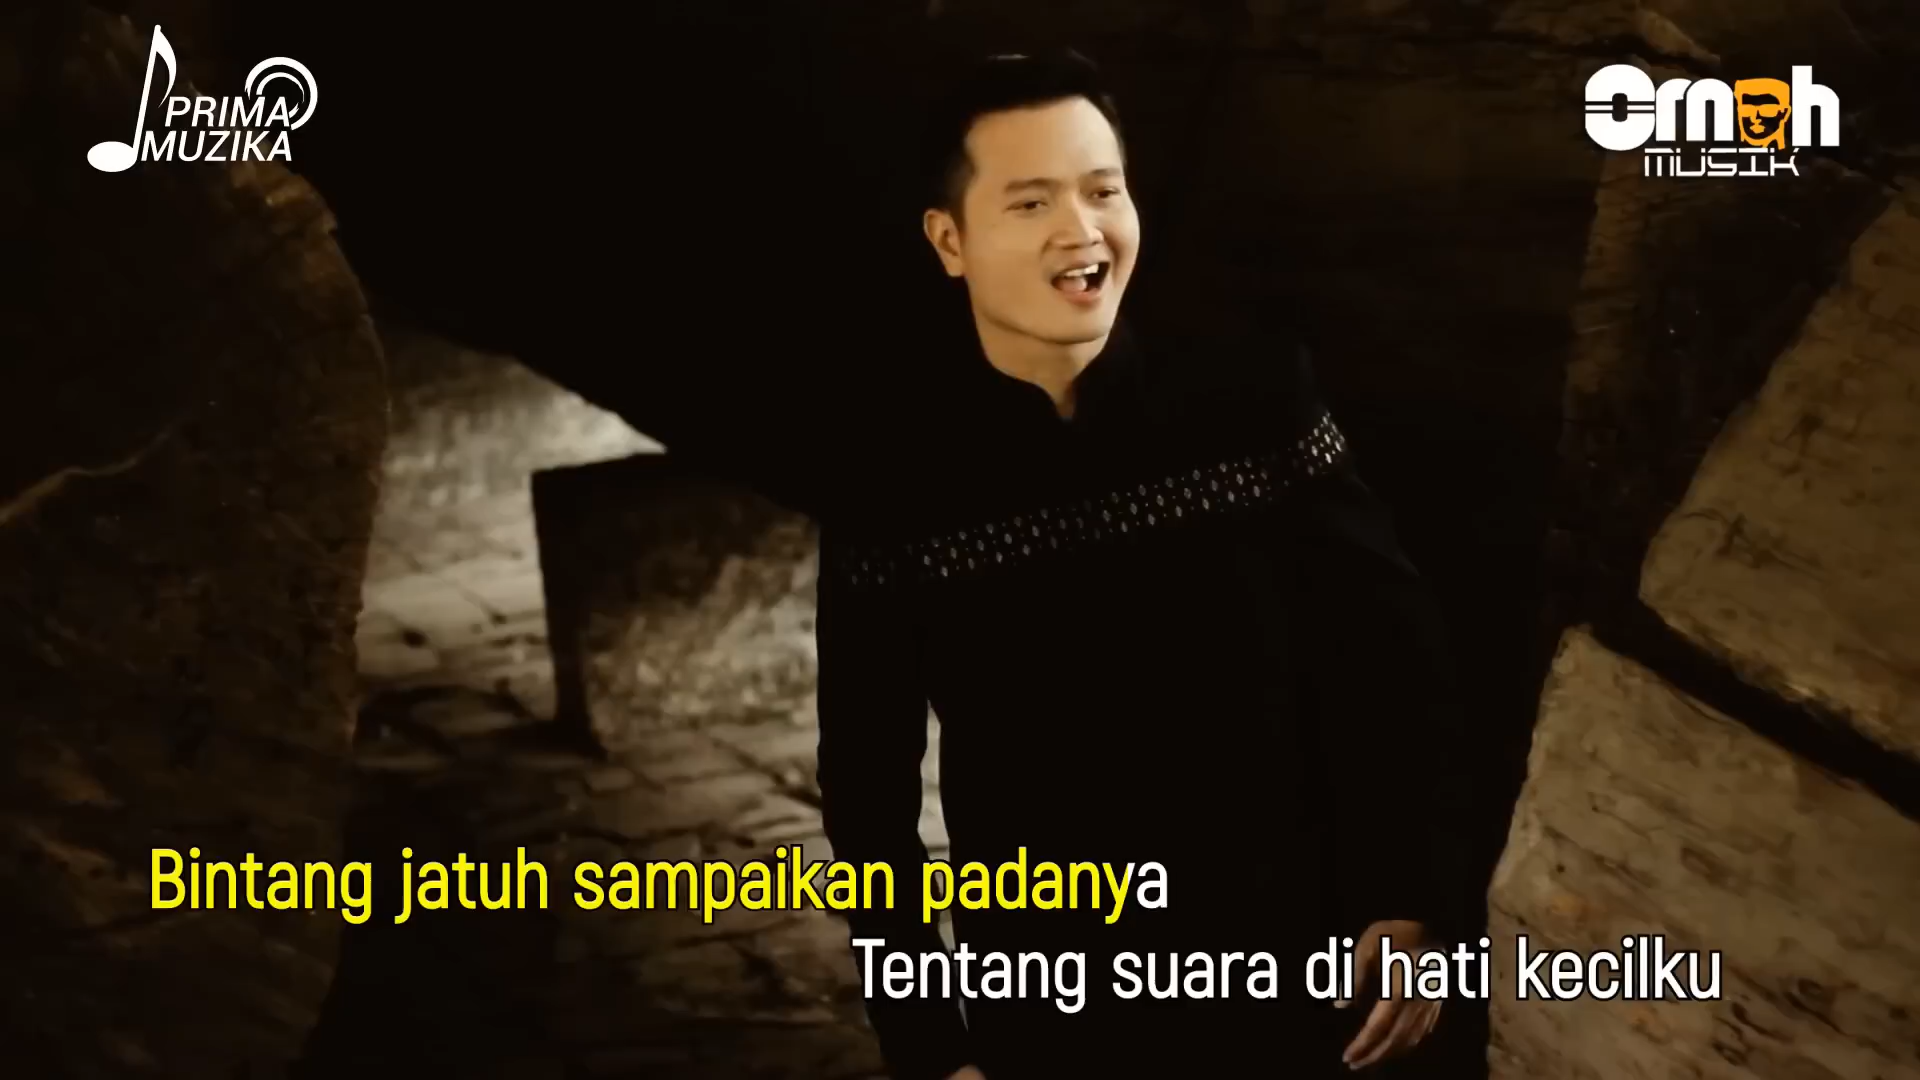 PRIMA
MUZIKA
Ornah
MUSIK
Bintang jatuh sampaikan padanya
Tentang suara di hati kecilku